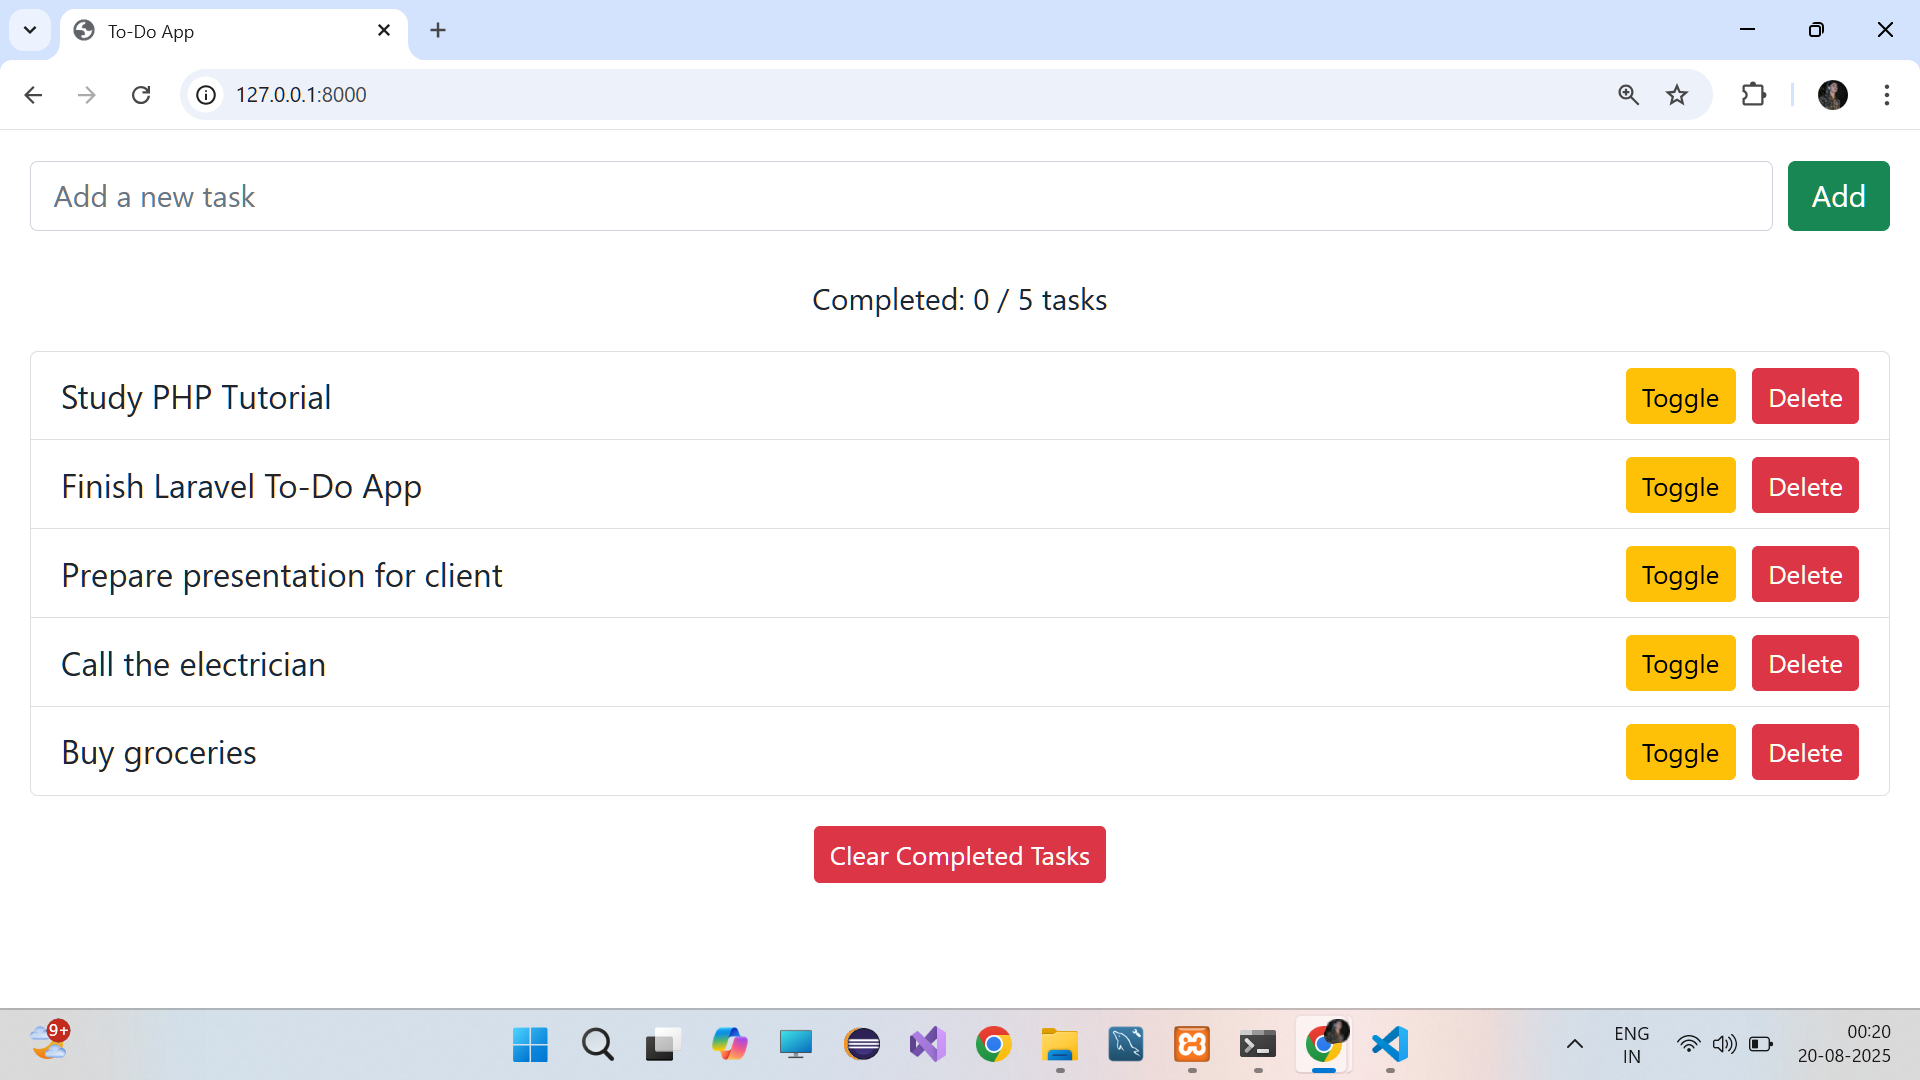 To-Do App
127.0.0.1:8000
Add a new task
Add
Completed: 0 / 5 tasks
Study PHP Tutorial Toggle Delete
Finish Laravel To-Do App Toggle Delete
Prepare presentation for client Toggle Delete
Call the electrician Toggle Delete
Buy groceries Toggle Delete
Clear Completed Tasks
9+
ENG
IN
00:20
20-08-2025